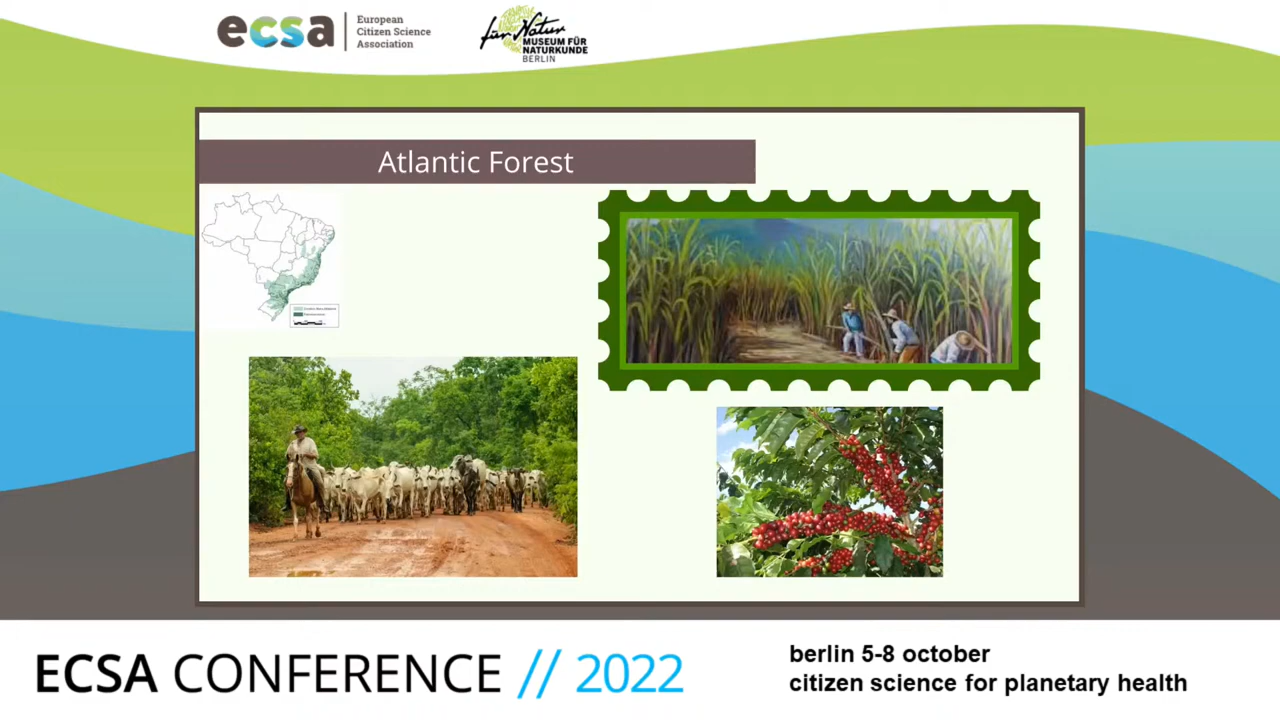 ecsa
European
Citizen Science
Association
für Natur
MUSEUM FÜR
NATURKUNDE
BERLIN
Atlantic Forest
ECSA CONFERENCE // 2022
berlin 5-8 october
citizen science for planetary health